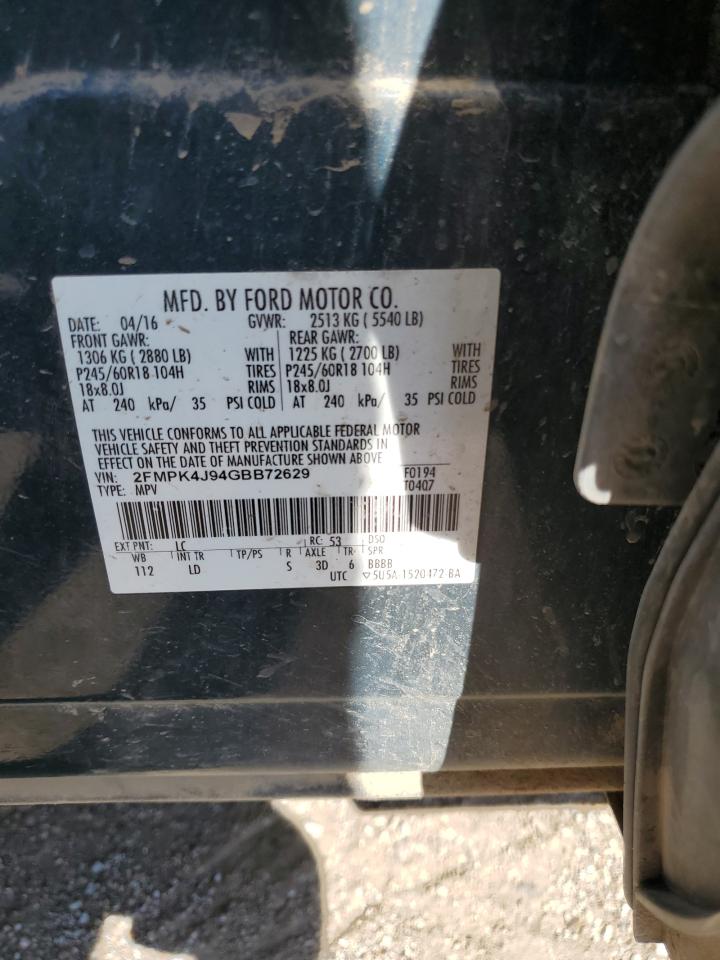 MFD. BY FORD MOTOR CO.
DATE: 04/16 GVWR: 2513 KG ( 5540 LB)
FRONT GAWR: REAR GAWR:
1306 KG ( 2880 LB) WITH 1225 KG ( 2700 LB) WITH
P245/60R18 104H TIRES P245/60R18 104H TIRES
18x8.0J RIMS 18x8.0J RIMS
AT 240 kPa/ 35 PSI COLD AT 240 kPa/ 35 PSI COLD
THIS VEHICLE CONFORMS TO ALL APPLICABLE FEDERAL MOTOR
VEHICLE SAFETY AND THEFT PREVENTION STANDARDS IN
EFFECT ON THE DATE OF MANUFACTURE SHOWN ABOVE
VIN: 2FMPK4J94GBB72629 F0194
TYPE: MPV T0407
EXT PNT: LC RC: 53 DSO
WB INT TR TP/PS R AXLE TR SPR
112 LD S 3D 6 BBBB
UTC ▽5U5A-1520472-BA